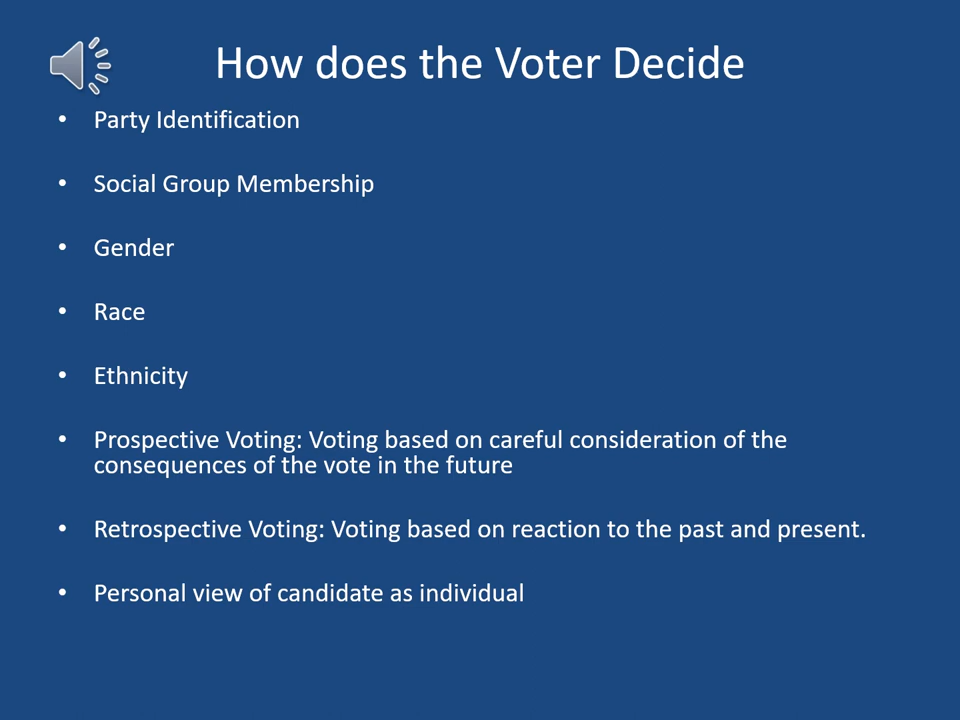 How does the Voter Decide
• Party Identification
• Social Group Membership
• Gender
• Race
• Ethnicity
• Prospective Voting: Voting based on careful consideration of the
consequences of the vote in the future
• Retrospective Voting: Voting based on reaction to the past and present.
• Personal view of candidate as individual